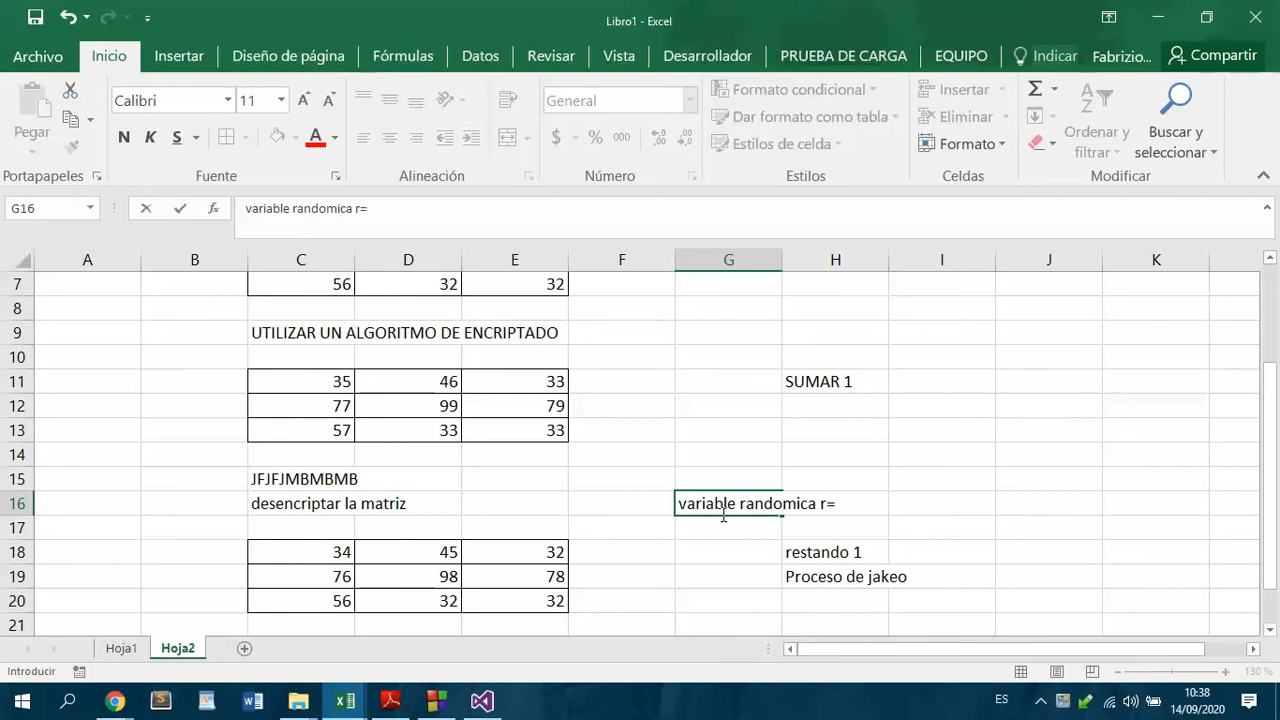 Libro1 - Excel
Archivo Inicio Insertar Diseño de página Fórmulas Datos Revisar Vista Desarrollador PRUEBA DE CARGA EQUIPO Indicar Fabrizio... Compartir
Pegar
Calibri 11
N K S A
General
$ % 000
Formato condicional
Dar formato como tabla
Estilos de celda
Insertar
Eliminar
Formato
Ordenar y filtrar
Buscar y seleccionar
Portapapeles Fuente Alineación Número Estilos Celdas Modificar
G16 fx variable randomica r=
A B C D E F G H I J K
7 56 32 32
8
9 UTILIZAR UN ALGORITMO DE ENCRIPTADO
10
11 35 46 33 SUMAR 1
12 77 99 79
13 57 33 33
14
15 JFJFJMBMBMB
16 desencriptar la matriz variable randomica r=
17
18 34 45 32 restando 1
19 76 98 78 Proceso de jakeo
20 56 32 32
21
Hoja1 Hoja2
Introducir 130 %
ES 10:38
14/09/2020